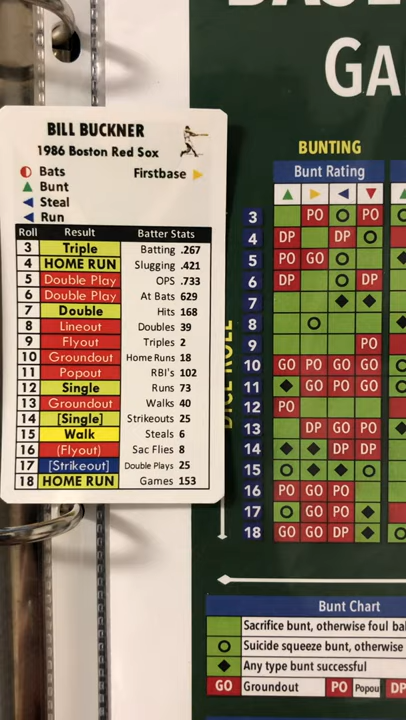 BILL BUCKNER
1986 Boston Red Sox
Bats
Bunt Firstbase
Steal
Run
Roll Result Batter Stats
3 Triple Batting .267
4 HOME RUN Slugging .421
5 Double Play OPS .733
6 Double Play At Bats 629
7 Double Hits 168
8 Lineout Doubles 39
9 Flyout Triples 2
10 Groundout Home Runs 18
11 Popout RBI's 102
12 Single Runs 73
13 Groundout Walks 40
14 [Single] Strikeouts 25
15 Walk Steals 6
16 (Flyout) Sac Flies 8
17 [Strikeout] Double Plays 25
18 HOME RUN Games 153
GA
BUNTING
Bunt Rating
DICE ROLL
3 PO PO
4 DP DP
5 PO GO
6 DP DP
7
8
9 PO
10 GO PO GO GO
11 GO PO GO
12 PO
13 DP GO PO
14 DP DP
15
16 PO GO PO
17 GO GO PO
18 GO GO DP
Bunt Chart
Sacrifice bunt, otherwise foul bal
Suicide squeeze bunt, otherwise
Any type bunt successful
GO Groundout PO Popout DP